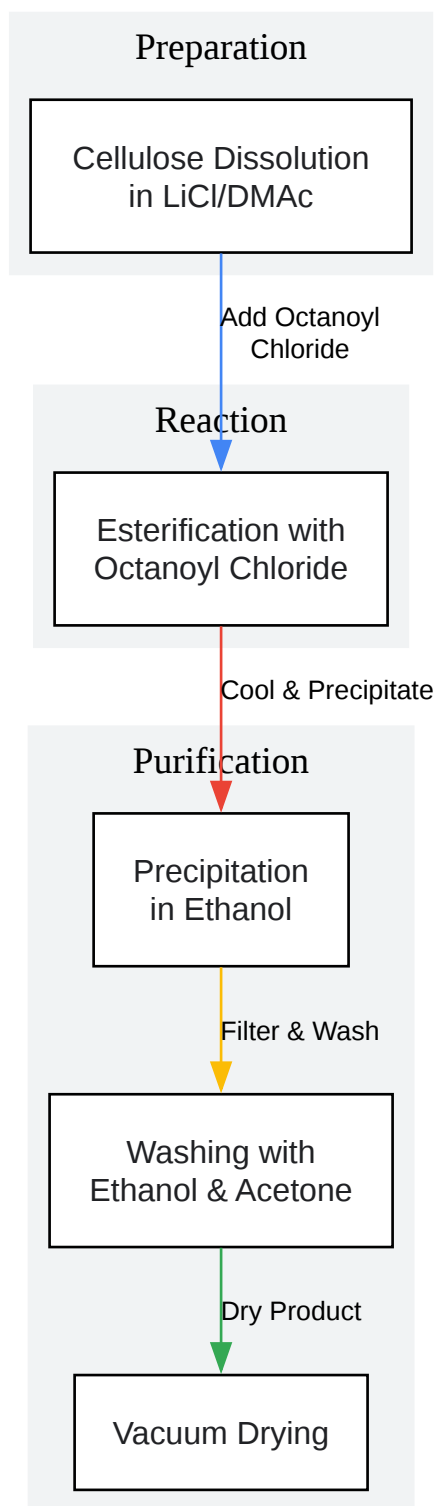 Preparation
Cellulose Dissolution
in LiCl/DMAc
Add Octanoyl
Chloride
Reaction
Esterification with
Octanoyl Chloride
Cool & Precipitate
Purification
Precipitation
in Ethanol
Filter & Wash
Washing with
Ethanol & Acetone
Dry Product
Vacuum Drying